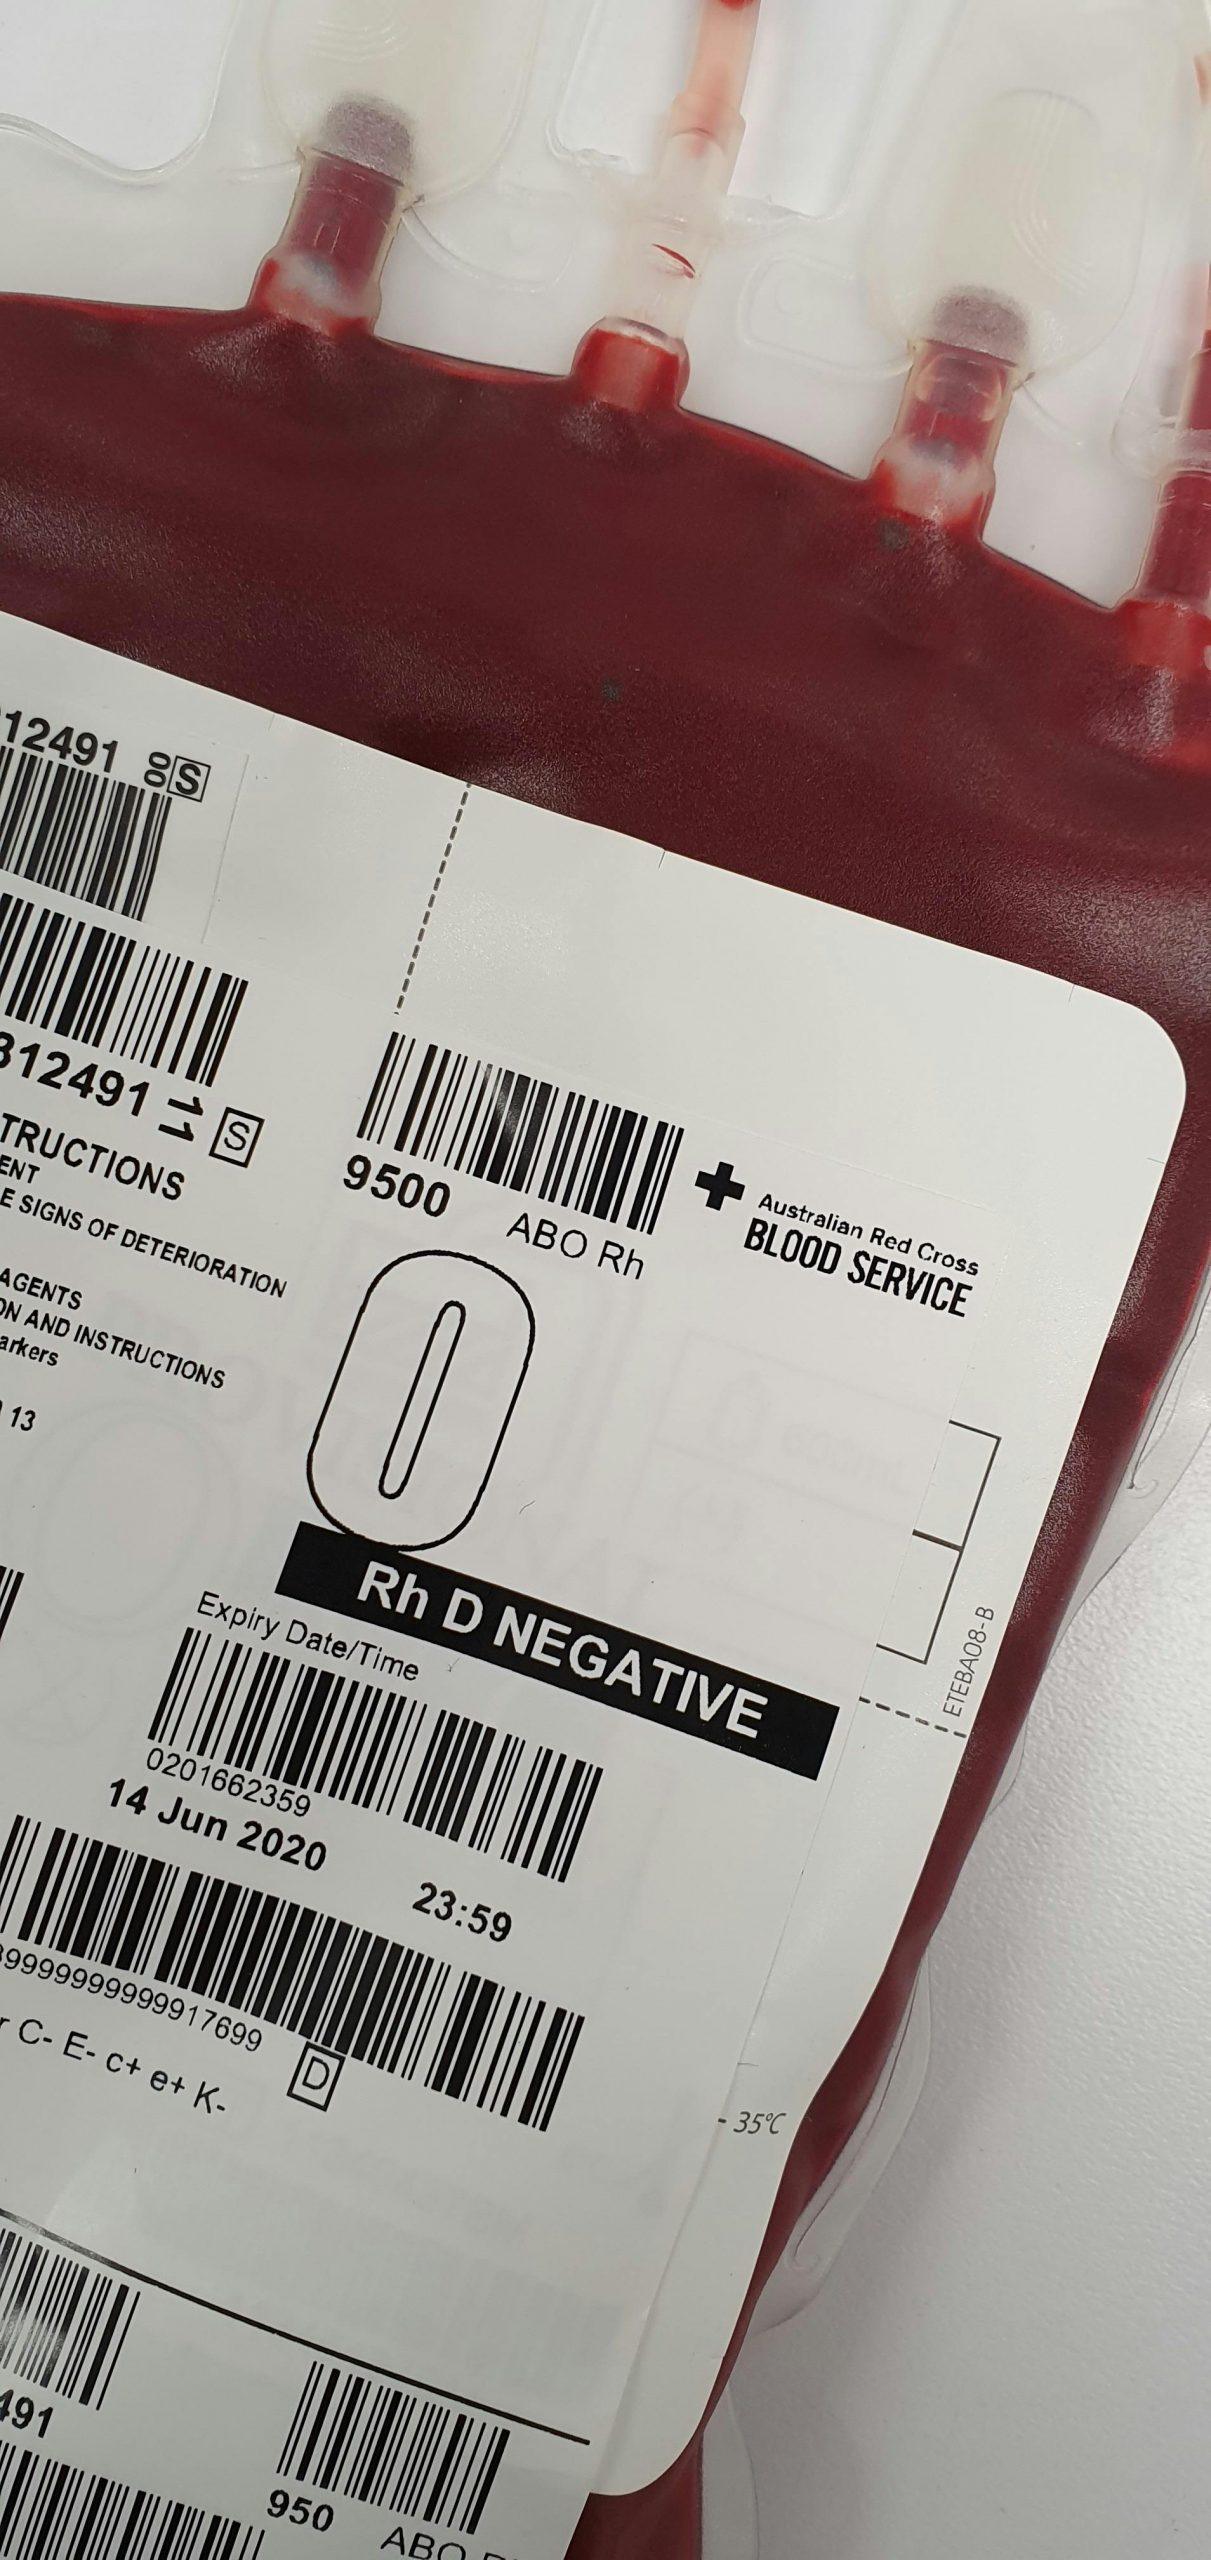 12491 00 S
312491 11 S
TRUCTIONS
ENT
E SIGNS OF DETERIORATION
AGENTS
ON AND INSTRUCTIONS
arkers
13
9500
ABO Rh
Australian Red Cross
BLOOD SERVICE
O
Rh D NEGATIVE
Expiry Date/Time
0201662359
14 Jun 2020
23:59
99999999999917699
D
r C- E- c+ e+ K-
ETEBA08-B
- 35°C
491
950
ABO